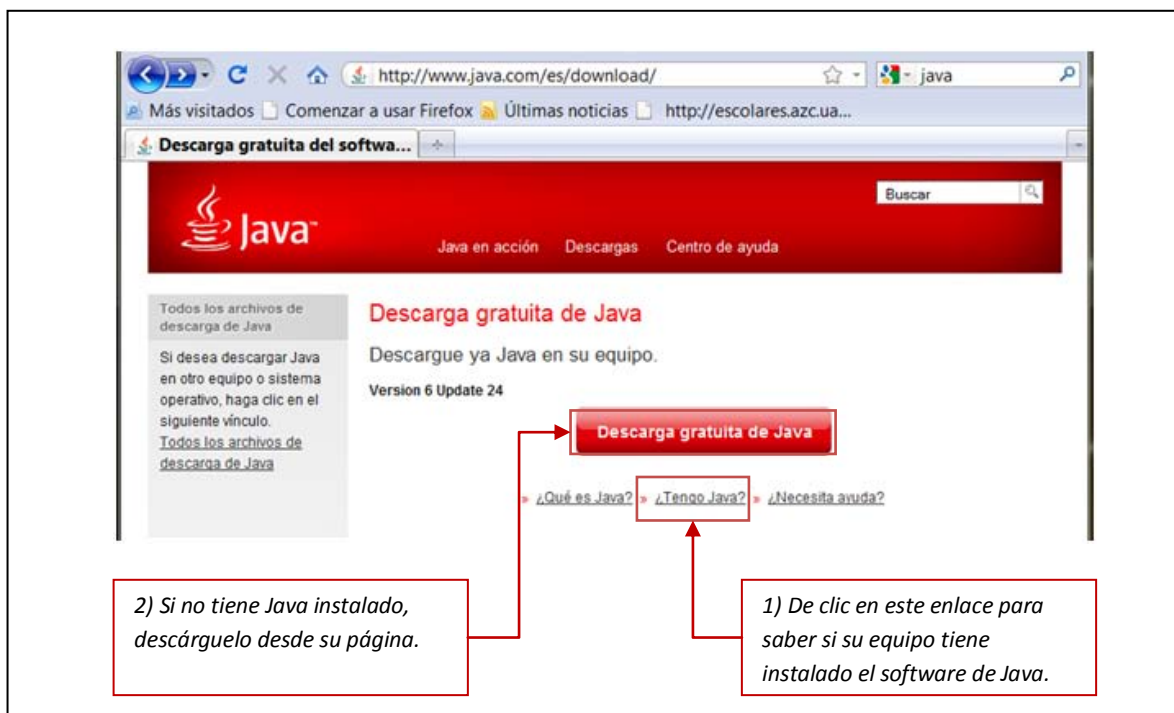 http://www.java.com/es/download/
java
Más visitados
Comenzar a usar Firefox
Últimas noticias
http://escolares.azc.ua...
Descarga gratuita del softwa...
Java™
Buscar
Java en acción
Descargas
Centro de ayuda
Todos los archivos de
descarga de Java
Si desea descargar Java
en otro equipo o sistema
operativo, haga clic en el
siguiente vínculo.
Todos los archivos de
descarga de Java
Descarga gratuita de Java
Descargue ya Java en su equipo.
Version 6 Update 24
Descarga gratuita de Java
» ¿Qué es Java? » ¿Tengo Java? » ¿Necesita ayuda?
2) Si no tiene Java instalado,
descárguelo desde su página.
1) De clic en este enlace para
saber si su equipo tiene
instalado el software de Java.